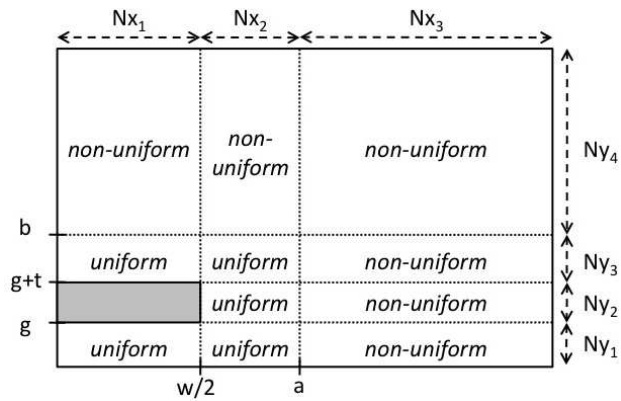 Nx₁ Nx₂ Nx₃
non-uniform non-uniform non-uniform Ny₄
b
uniform uniform non-uniform Ny₃
g+t
uniform non-uniform Ny₂
g
uniform uniform non-uniform Ny₁
w/2 a